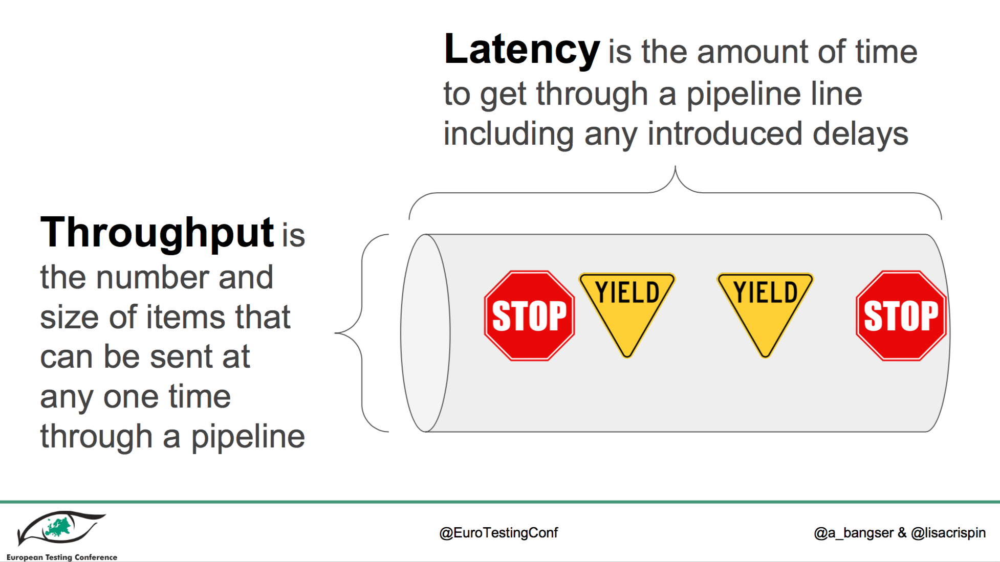 Latency is the amount of time
to get through a pipeline line
including any introduced delays
Throughput is
the number and
size of items that
can be sent at
any one time
through a pipeline
STOP
YIELD
YIELD
STOP
European Testing Conference
@EuroTestingConf
@a_bangser & @lisacrispin